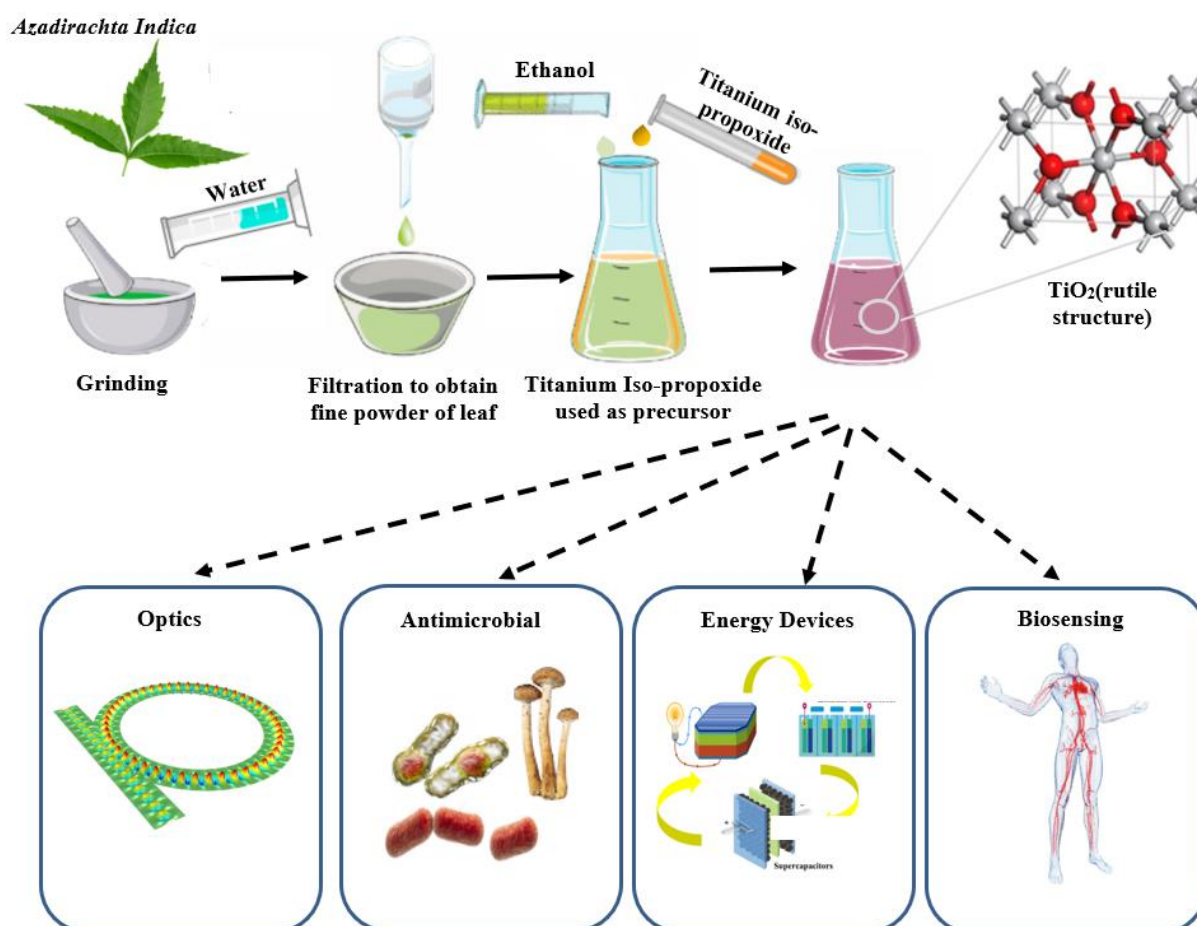 Azadirachta Indica
Water
Ethanol
Titanium iso-
propoxide
Grinding
Filtration to obtain
fine powder of leaf
Titanium Iso-propoxide
used as precursor
TiO₂(rutile
structure)
Optics
Antimicrobial
Energy Devices
Supercapacitors
Biosensing